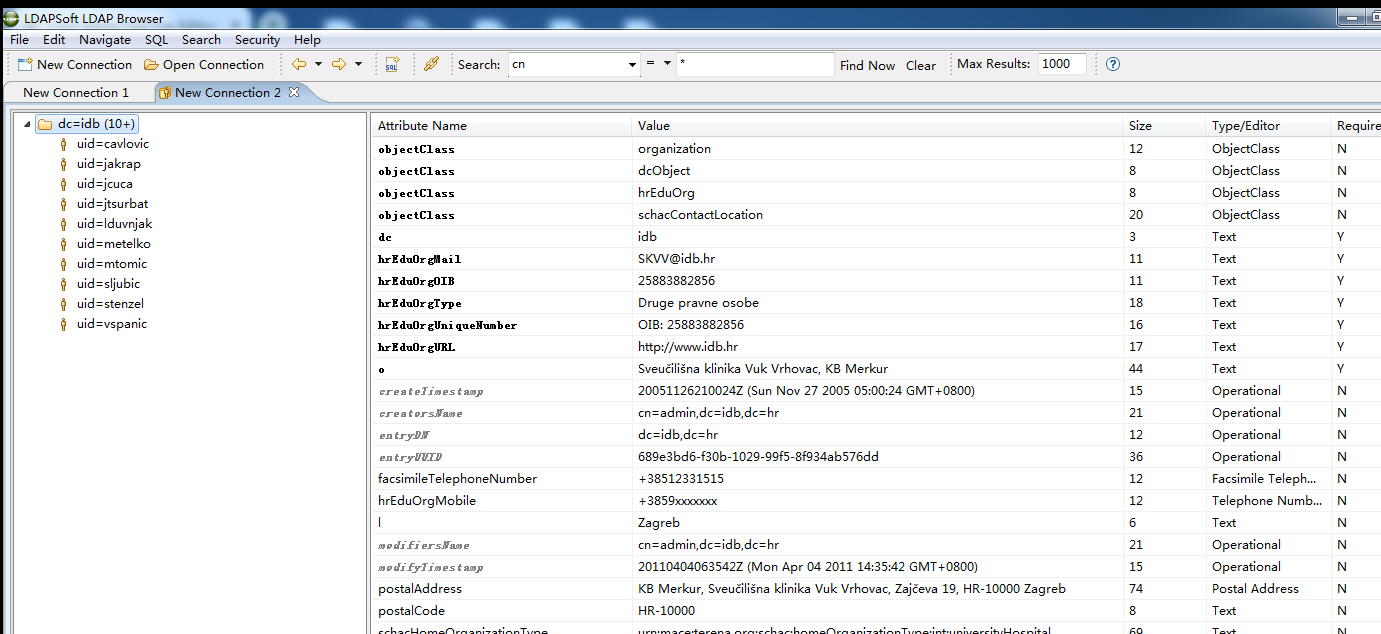 LDAPSoft LDAP Browser
File Edit Navigate SQL Search Security Help
New Connection Open Connection SQL Search: cn = * Find Now Clear Max Results: 1000
New Connection 1 New Connection 2
dc=idb (10+)
uid=cavlovic
uid=jakrap
uid=jcuca
uid=jtsurbat
uid=lduvnjak
uid=metelko
uid=mtomic
uid=sljubic
uid=stenzel
uid=vspanic
Attribute Name Value Size Type/Editor Require
objectClass organization 12 ObjectClass N
objectClass dcObject 8 ObjectClass N
objectClass hrEduOrg 8 ObjectClass N
objectClass schacContactLocation 20 ObjectClass N
dc idb 3 Text Y
hrEduOrgMail SKVV@idb.hr 11 Text Y
hrEduOrgOIB 25883882856 11 Text Y
hrEduOrgType Druge pravne osobe 18 Text Y
hrEduOrgUniqueNumber OIB: 25883882856 16 Text Y
hrEduOrgURL http://www.idb.hr 17 Text Y
o Sveučilišna klinika Vuk Vrhovac, KB Merkur 44 Text Y
createTimestamp 20051126210024Z (Sun Nov 27 2005 05:00:24 GMT+0800) 15 Operational N
creatorsName cn=admin,dc=idb,dc=hr 21 Operational N
entryDN dc=idb,dc=hr 12 Operational N
entryUUID 689e3bd6-f30b-1029-99f5-8f934ab576dd 36 Operational N
facsimileTelephoneNumber +38512331515 12 Facsimile Teleph... N
hrEduOrgMobile +3859xxxxxxx 12 Telephone Numb... N
l Zagreb 6 Text N
modifiersName cn=admin,dc=idb,dc=hr 21 Operational N
modifyTimestamp 20110404063542Z (Mon Apr 04 2011 14:35:42 GMT+0800) 15 Operational N
postalAddress KB Merkur, Sveučilišna klinika Vuk Vrhovac, Zajčeva 19, HR-10000 Zagreb 74 Postal Address N
postalCode HR-10000 8 Text N
schacHomeOrganizationType urn:mace:terena.org:schac:homeOrganizationType:int:universityHospital 69 Text N